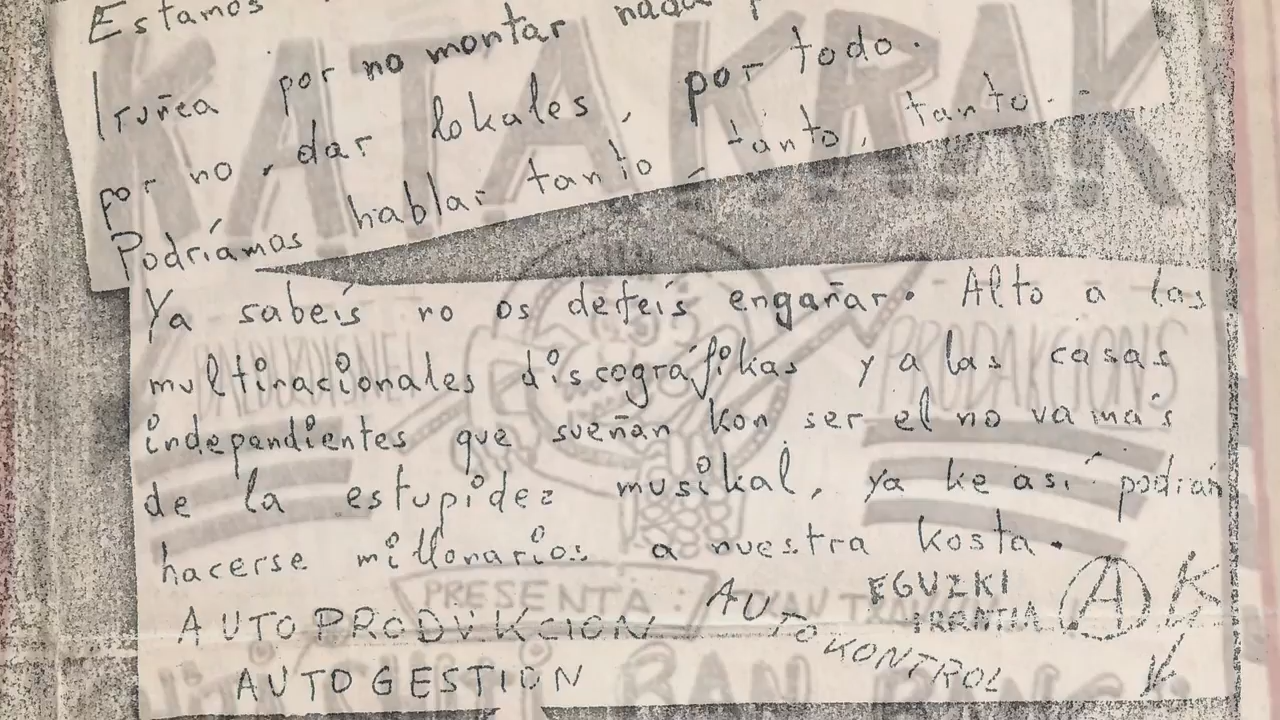 Estamos
Iruñea por no montar nada
por no dar lokales, por todo.
Podríamos hablar tanto, tanto, tanto...
Ya sabeis no os dejeis engañar. Alto a las
multinacionales discográfikas y a las casas
independientes que sueñan kon ser el no va más
de la estupidez musikal, ya ke así podrían
hacerse millonarios a nuestra kosta.
AUTOPRODUKCION
AUTOKONTROL
EGUZKI
IRRATIA
A
AUTOGESTION
KATAKRAK
PRODAKCIONS
PRESENTA: